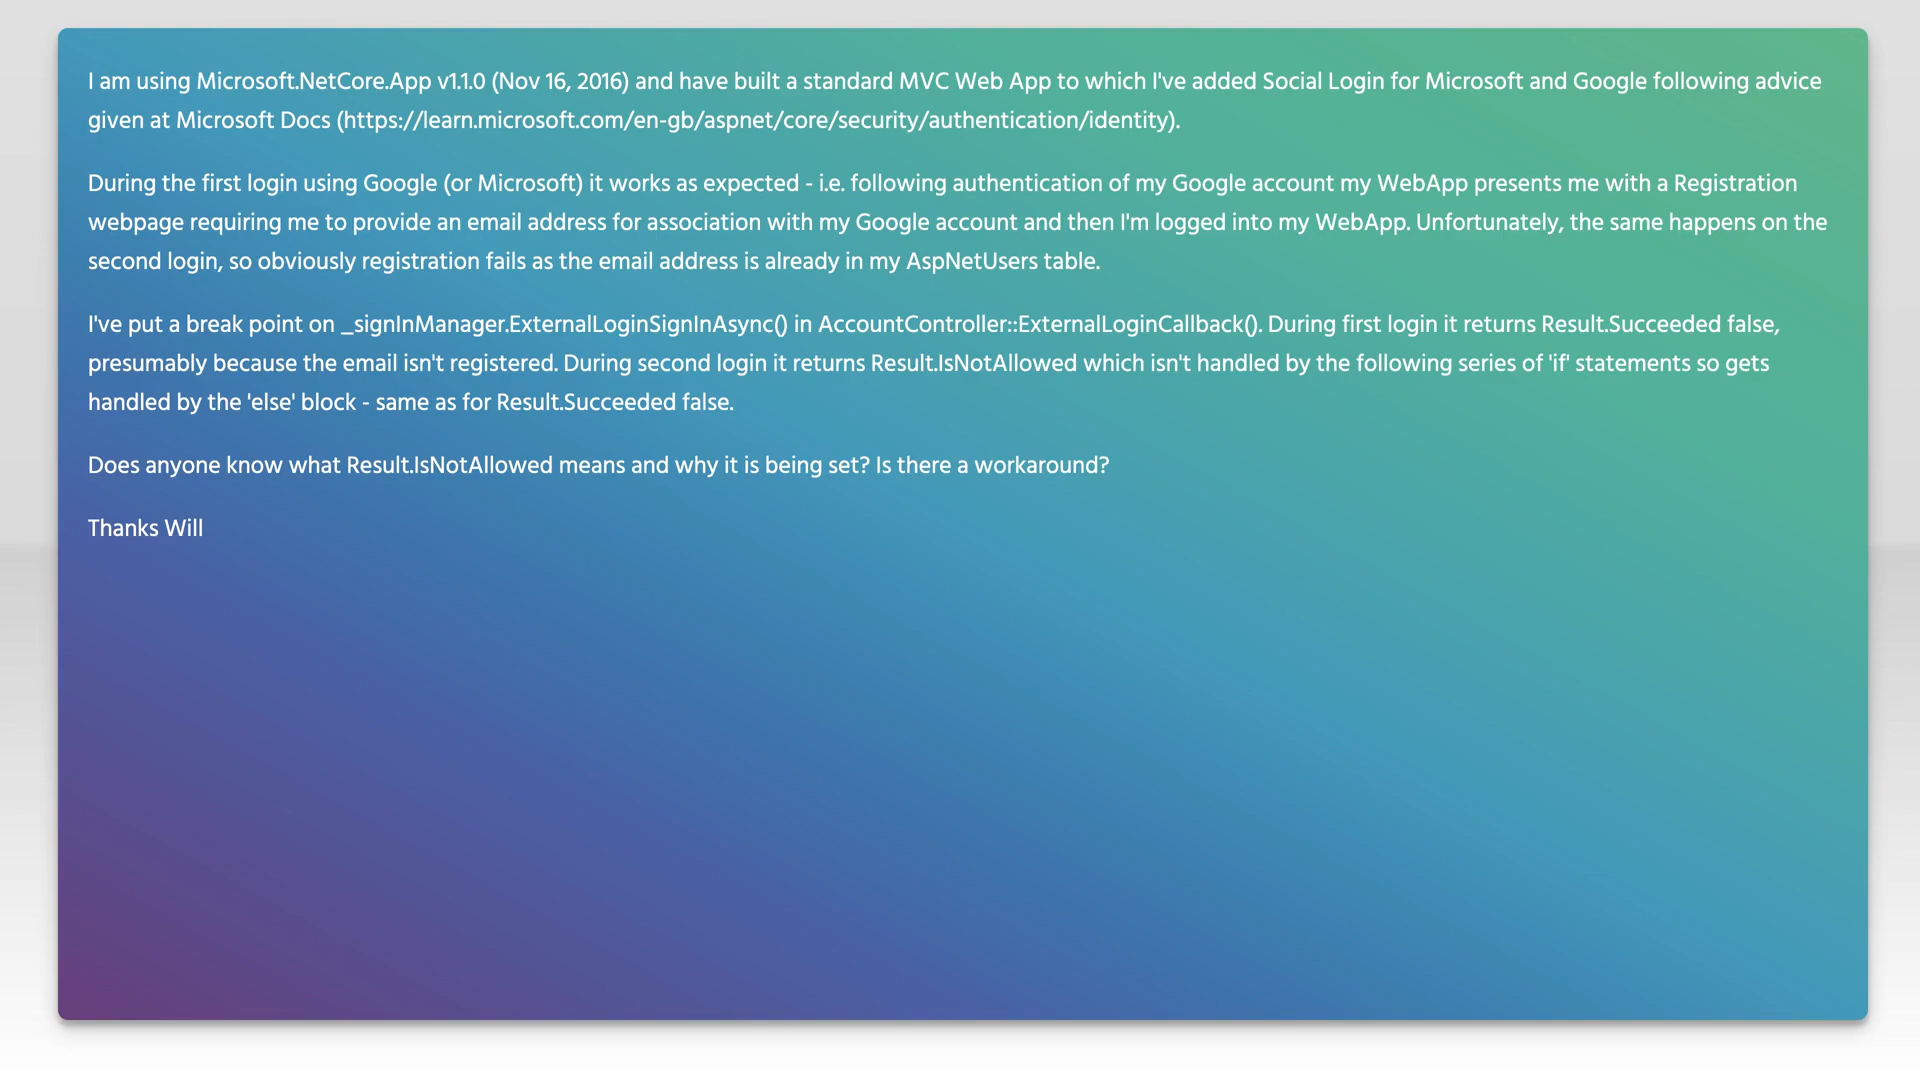 I am using Microsoft.NetCore.App v1.1.0 (Nov 16, 2016) and have built a standard MVC Web App to which I've added Social Login for Microsoft and Google following advice
given at Microsoft Docs (https://learn.microsoft.com/en-gb/aspnet/core/security/authentication/identity).
During the first login using Google (or Microsoft) it works as expected - i.e. following authentication of my Google account my WebApp presents me with a Registration
webpage requiring me to provide an email address for association with my Google account and then I'm logged into my WebApp. Unfortunately, the same happens on the
second login, so obviously registration fails as the email address is already in my AspNetUsers table.
I've put a break point on _signInManager.ExternalLoginSignInAsync() in AccountController::ExternalLoginCallback(). During first login it returns Result.Succeeded false,
presumably because the email isn't registered. During second login it returns Result.IsNotAllowed which isn't handled by the following series of 'if' statements so gets
handled by the 'else' block - same as for Result.Succeeded false.
Does anyone know what Result.IsNotAllowed means and why it is being set? Is there a workaround?
Thanks Will